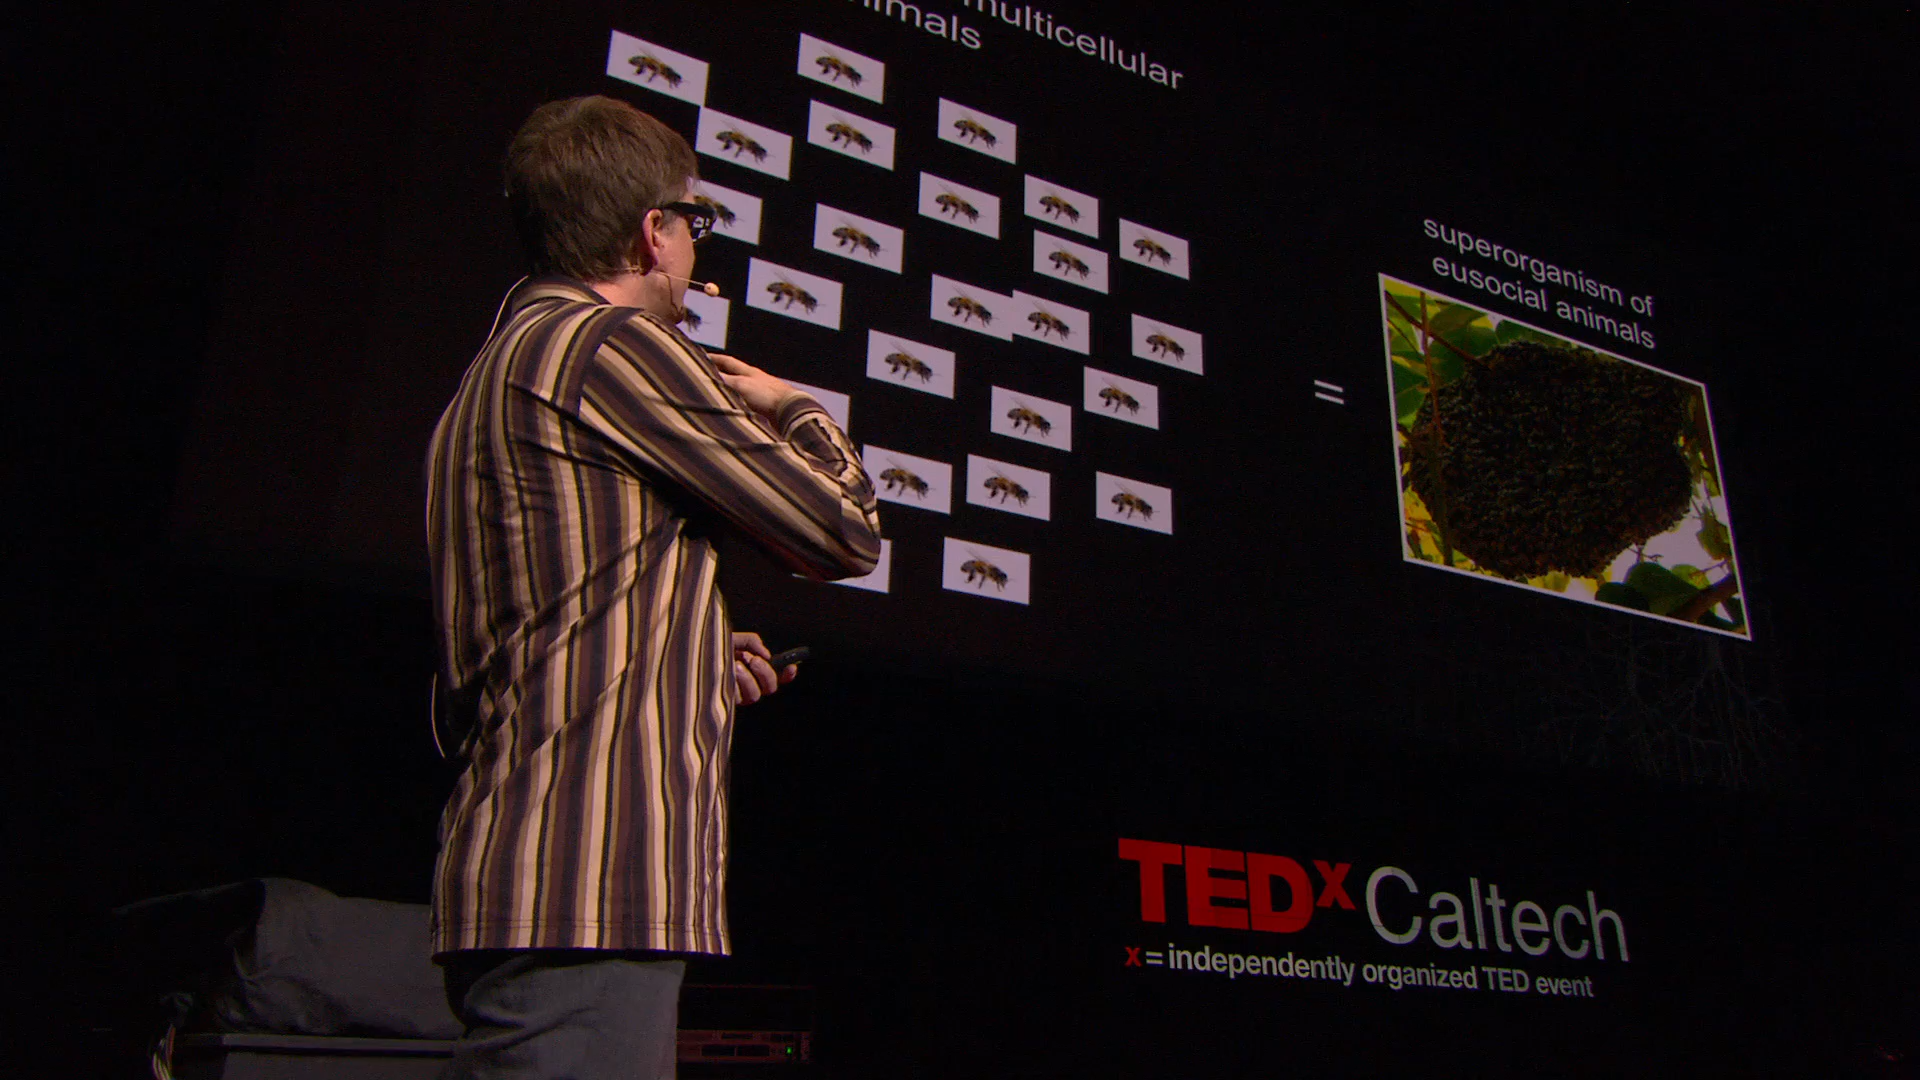 multicellular
imals
=
superorganism of
eusocial animals
TEDx Caltech
x = independently organized TED event